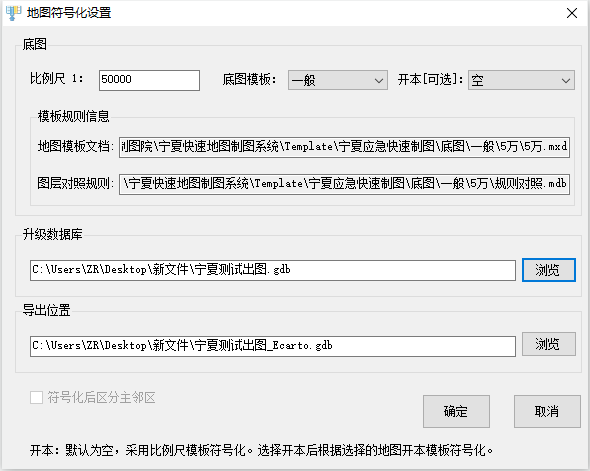 地图符号化设置
底图
比例尺 1: 50000 底图模板: 一般 开本[可选]: 空
模板规则信息
地图模板文档: 制图院\宁夏快速地图制图系统\Template\宁夏应急快速制图\底图\一般\5万\5万.mxd
图层对照规则: \宁夏快速地图制图系统\Template\宁夏应急快速制图\底图\一般\5万\规则对照.mdb
升级数据库
C:\Users\ZR\Desktop\新文件\宁夏测试出图.gdb 浏览
导出位置
C:\Users\ZR\Desktop\新文件\宁夏测试出图_Ecarto.gdb 浏览
符号化后区分主邻区
确定 取消
开本: 默认为空，采用比例尺模板符号化。选择开本后根据选择的地图开本模板符号化。